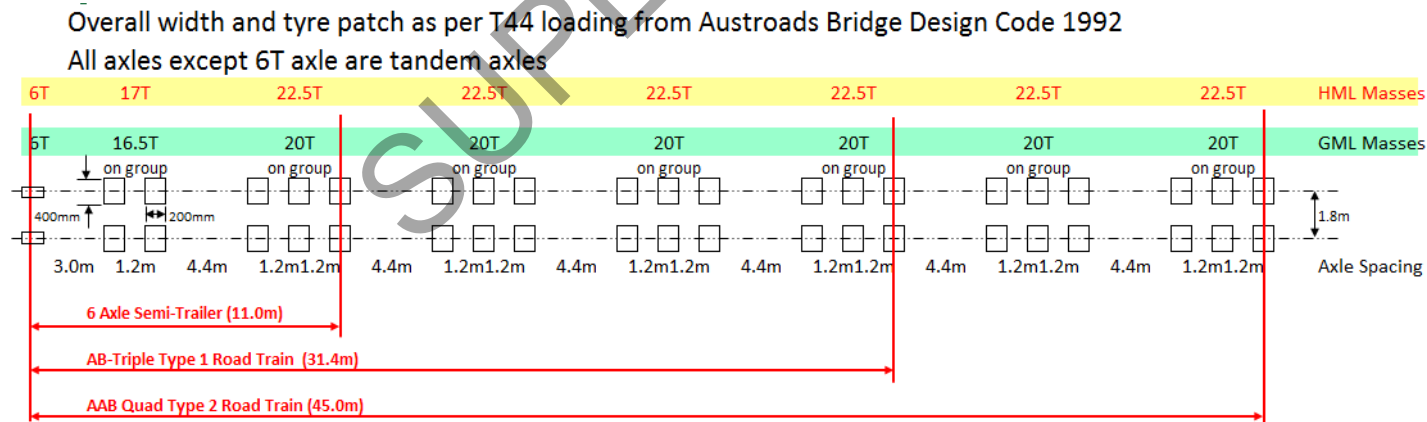 Overall width and tyre patch as per T44 loading from Austroads Bridge Design Code 1992
All axles except 6T axle are tandem axles
6T 17T 22.5T 22.5T 22.5T 22.5T 22.5T 22.5T HML Masses
6T 16.5T 20T 20T 20T 20T 20T 20T GML Masses
on group on group on group on group on group on group on group
400mm 200mm 1.8m
3.0m 1.2m 4.4m 1.2m1.2m 4.4m 1.2m1.2m 4.4m 1.2m1.2m 4.4m 1.2m1.2m 4.4m 1.2m1.2m 4.4m 1.2m1.2m Axle Spacing
6 Axle Semi-Trailer (11.0m)
AB-Triple Type 1 Road Train (31.4m)
AAB Quad Type 2 Road Train (45.0m)